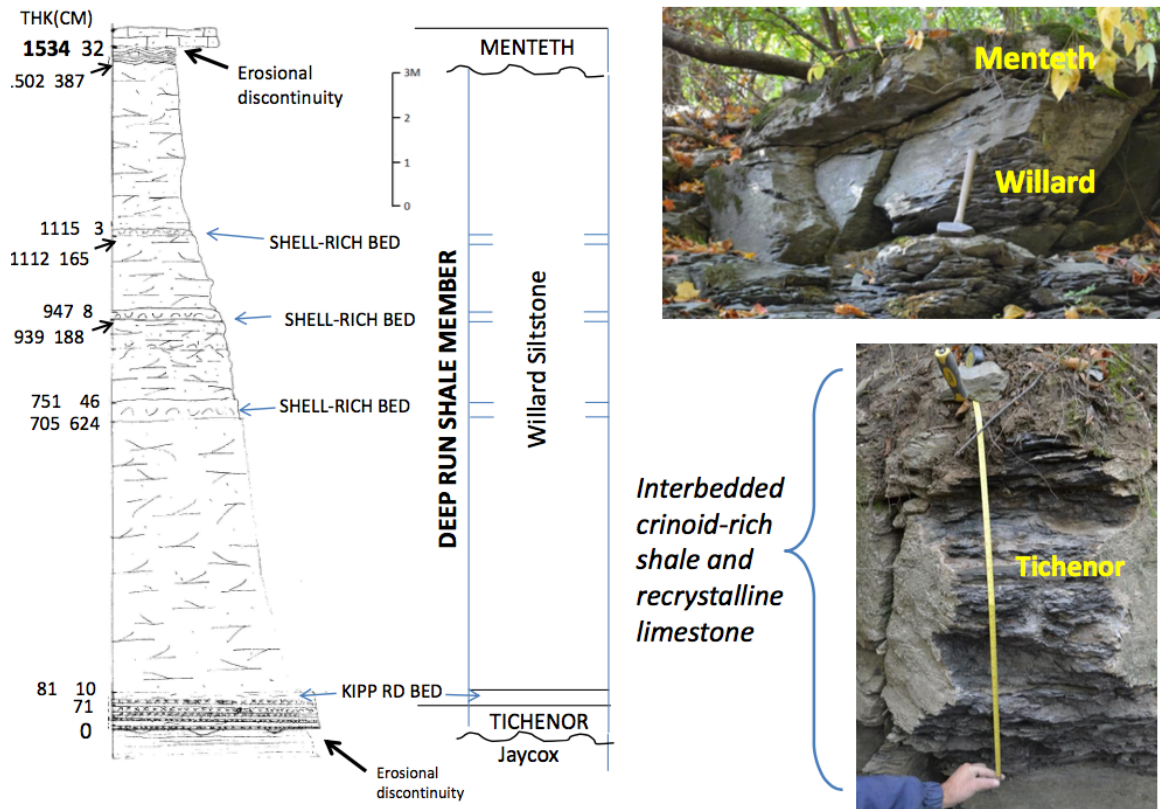 THK(CM)
1534 32
.502 387
Erosional
discontinuity
1115 3
1112 165
SHELL-RICH BED
947 8
939 188
SHELL-RICH BED
751 46
705 624
SHELL-RICH BED
81 10
71
0
KIPP RD BED
Erosional
discontinuity
3M
2
1
0
MENTETH
DEEP RUN SHALE MEMBER
Willard Siltstone
TICHENOR
Jaycox
Menteth
Willard
Interbedded
crinoid-rich
shale and
recrystalline
limestone
Tichenor